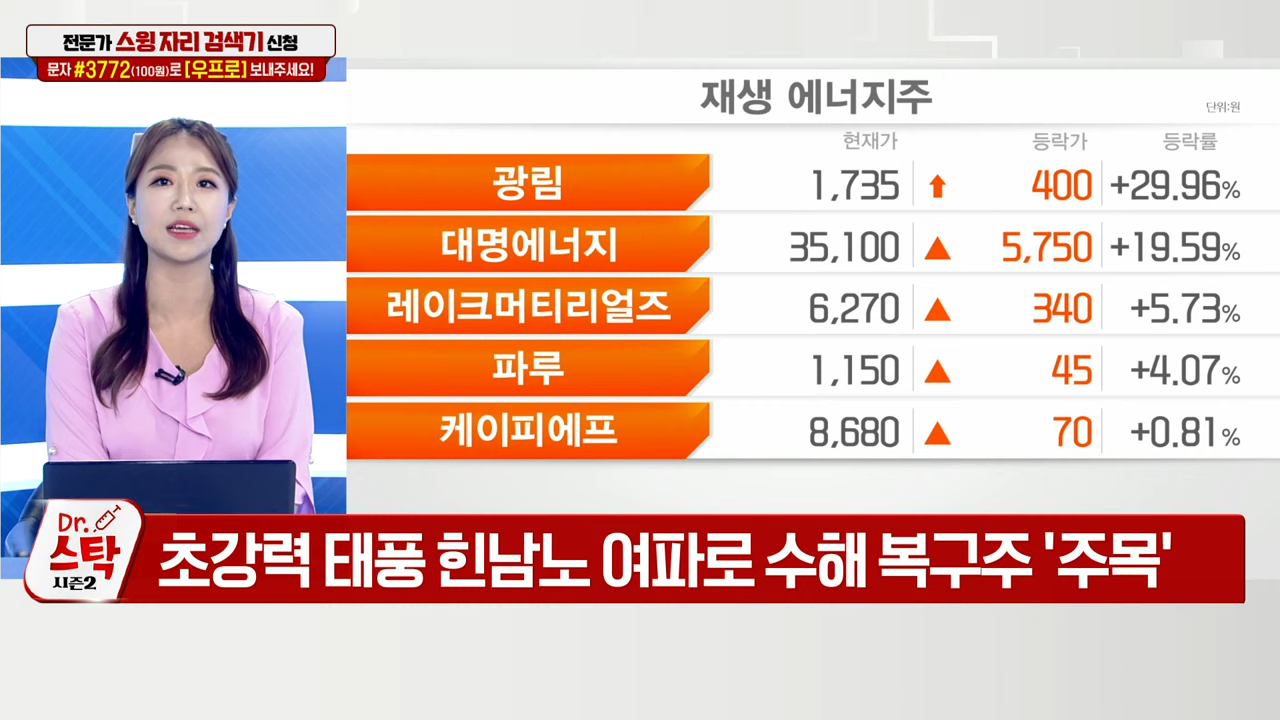 전문가 스윙 자리 검색기 신청
문자 #3772(100원)로 [우프로] 보내주세요!
재생 에너지주
단위:원
현재가 등락가 등락률
광림 1,735 ⬆ 400 +29.96%
대명에너지 35,100 ▲ 5,750 +19.59%
레이크머티리얼즈 6,270 ▲ 340 +5.73%
파루 1,150 ▲ 45 +4.07%
케이피에프 8,680 ▲ 70 +0.81%
Dr.
스탁
시즌2
초강력 태풍 힌남노 여파로 수해 복구주 '주목'